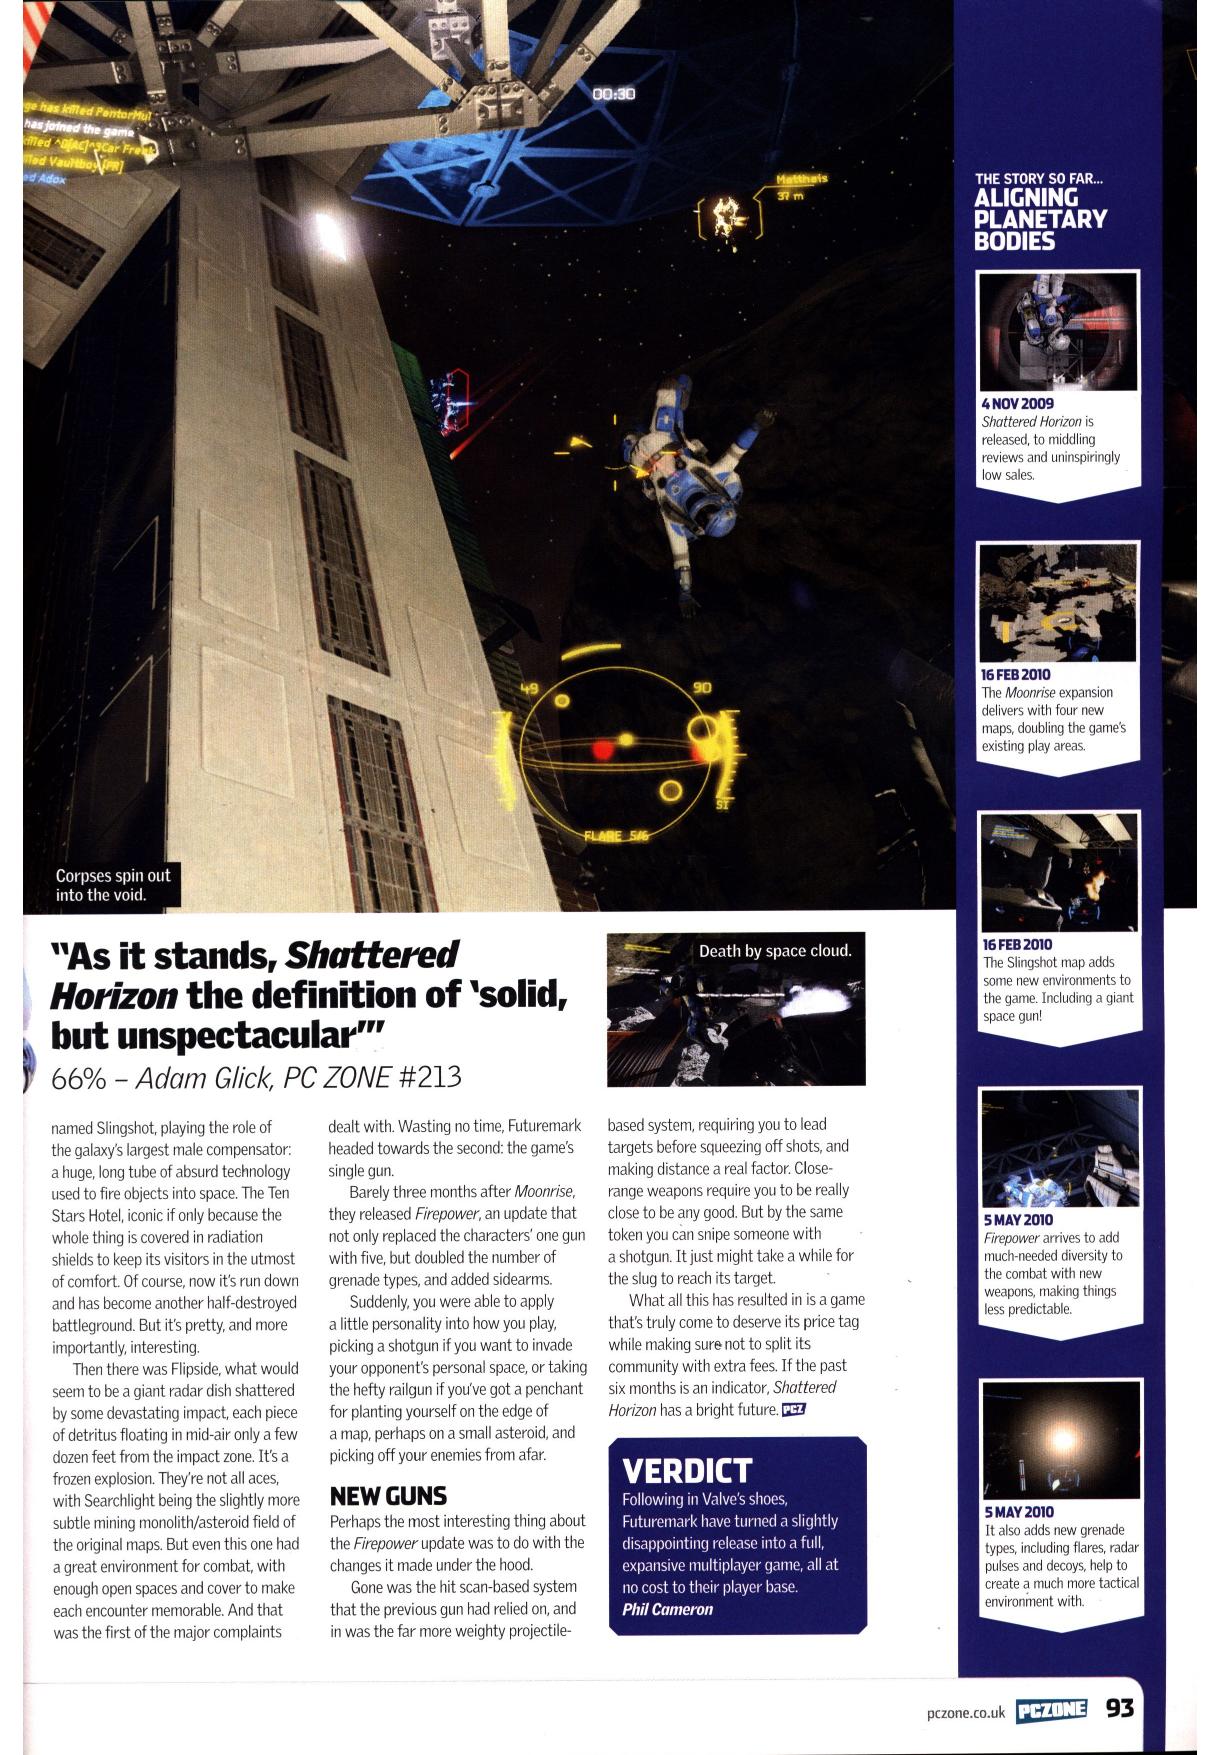 ge has killed PentorMul
has joined the game
killed ^0[AC]^3Car Freak
led Vaultboy [FR]
ed Adox
00:30
Mattheis
37 m
49
90
SI
FLARE 5/6
Corpses spin out
into the void.
"As it stands, Shattered
Horizon the definition of 'solid,
but unspectacular'"
66% – Adam Glick, PC ZONE #213
Death by space cloud.
named Slingshot, playing the role of
the galaxy's largest male compensator:
a huge, long tube of absurd technology
used to fire objects into space. The Ten
Stars Hotel, iconic if only because the
whole thing is covered in radiation
shields to keep its visitors in the utmost
of comfort. Of course, now it's run down
and has become another half-destroyed
battleground. But it's pretty, and more
importantly, interesting.
Then there was Flipside, what would
seem to be a giant radar dish shattered
by some devastating impact, each piece
of detritus floating in mid-air only a few
dozen feet from the impact zone. It's a
frozen explosion. They're not all aces,
with Searchlight being the slightly more
subtle mining monolith/asteroid field of
the original maps. But even this one had
a great environment for combat, with
enough open spaces and cover to make
each encounter memorable. And that
was the first of the major complaints
dealt with. Wasting no time, Futuremark
headed towards the second: the game's
single gun.
Barely three months after Moonrise,
they released Firepower, an update that
not only replaced the characters' one gun
with five, but doubled the number of
grenade types, and added sidearms.
Suddenly, you were able to apply
a little personality into how you play,
picking a shotgun if you want to invade
your opponent's personal space, or taking
the hefty railgun if you've got a penchant
for planting yourself on the edge of
a map, perhaps on a small asteroid, and
picking off your enemies from afar.
NEW GUNS
Perhaps the most interesting thing about
the Firepower update was to do with the
changes it made under the hood.
Gone was the hit scan-based system
that the previous gun had relied on, and
in was the far more weighty projectile-
based system, requiring you to lead
targets before squeezing off shots, and
making distance a real factor. Close-
range weapons require you to be really
close to be any good. But by the same
token you can snipe someone with
a shotgun. It just might take a while for
the slug to reach its target.
What all this has resulted in is a game
that's truly come to deserve its price tag
while making sure not to split its
community with extra fees. If the past
six months is an indicator, Shattered
Horizon has a bright future. PCZ
VERDICT
Following in Valve's shoes,
Futuremark have turned a slightly
disappointing release into a full,
expansive multiplayer game, all at
no cost to their player base.
Phil Cameron
THE STORY SO FAR...
ALIGNING
PLANETARY
BODIES
4 NOV 2009
Shattered Horizon is
released, to middling
reviews and uninspiringly
low sales.
16 FEB 2010
The Moonrise expansion
delivers with four new
maps, doubling the game's
existing play areas.
16 FEB 2010
The Slingshot map adds
some new environments to
the game. Including a giant
space gun!
5 MAY 2010
Firepower arrives to add
much-needed diversity to
the combat with new
weapons, making things
less predictable.
5 MAY 2010
It also adds new grenade
types, including flares, radar
pulses and decoys, help to
create a much more tactical
environment with.
pczone.co.uk PCZONE 93